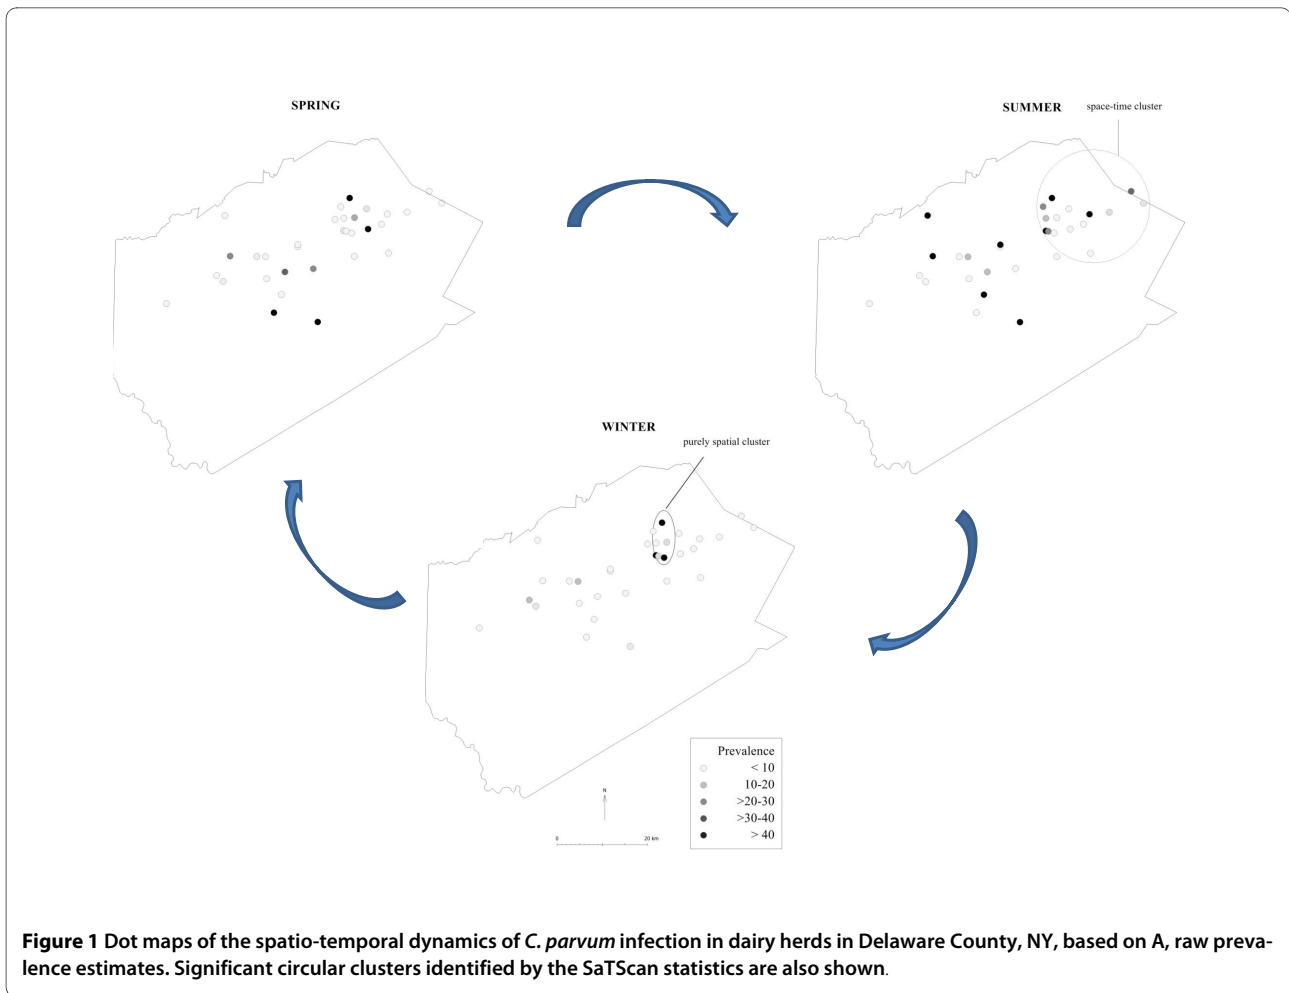 SPRING
SUMMER
space-time cluster
WINTER
purely spatial cluster
Prevalence
< 10
10-20
>20-30
>30-40
> 40
N
0
20 km
Figure 1 Dot maps of the spatio-temporal dynamics of C. parvum infection in dairy herds in Delaware County, NY, based on A, raw preva-
lence estimates. Significant circular clusters identified by the SaTScan statistics are also shown.